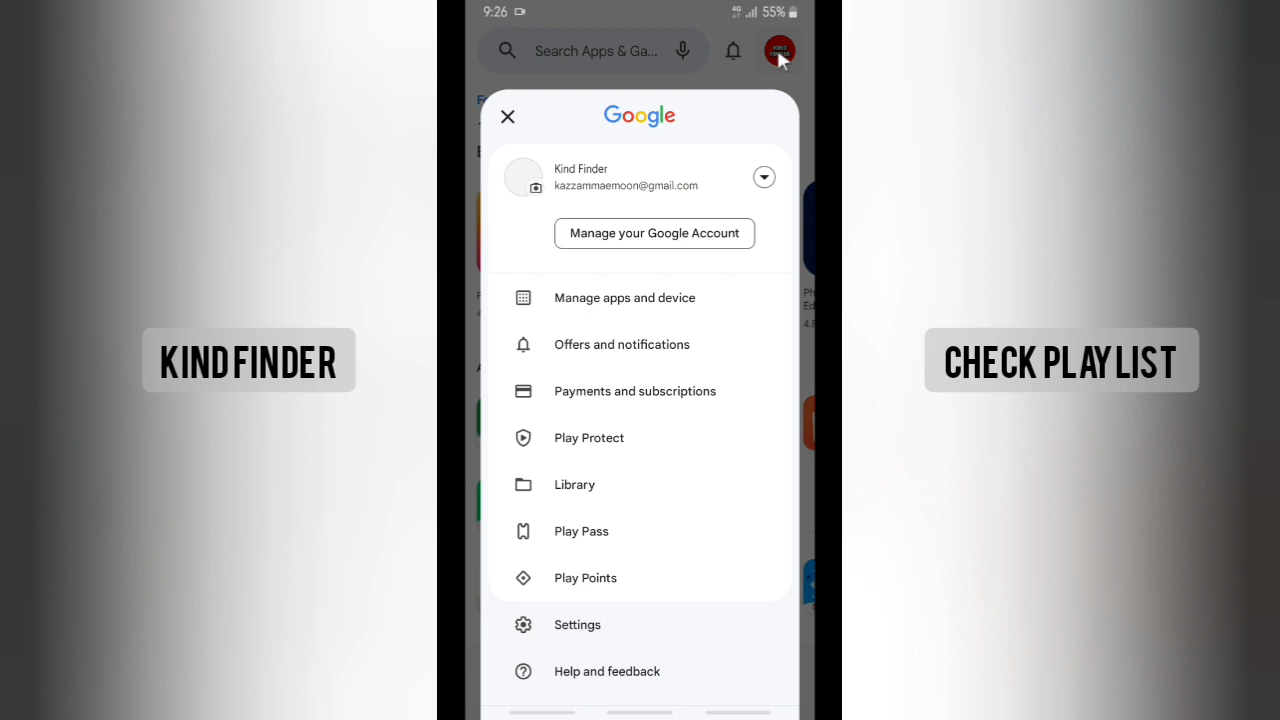 9:26
4G
55%
Search Apps & Ga...
Google
Kind Finder
kazzammaemoon@gmail.com
Manage your Google Account
Manage apps and device
Offers and notifications
Payments and subscriptions
Play Protect
Library
Play Pass
Play Points
Settings
Help and feedback
KIND FINDER
CHECK PLAYLIST